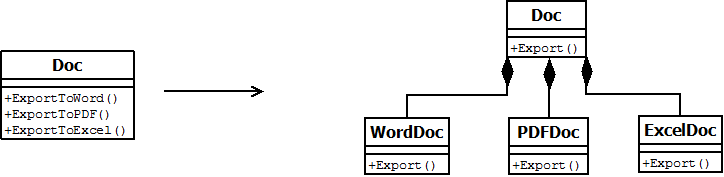 Doc
+ExportToWord()
+ExportToPDF()
+ExportToExcel()
Doc
+Export()
WordDoc
+Export()
PDFDoc
+Export()
ExcelDoc
+Export()